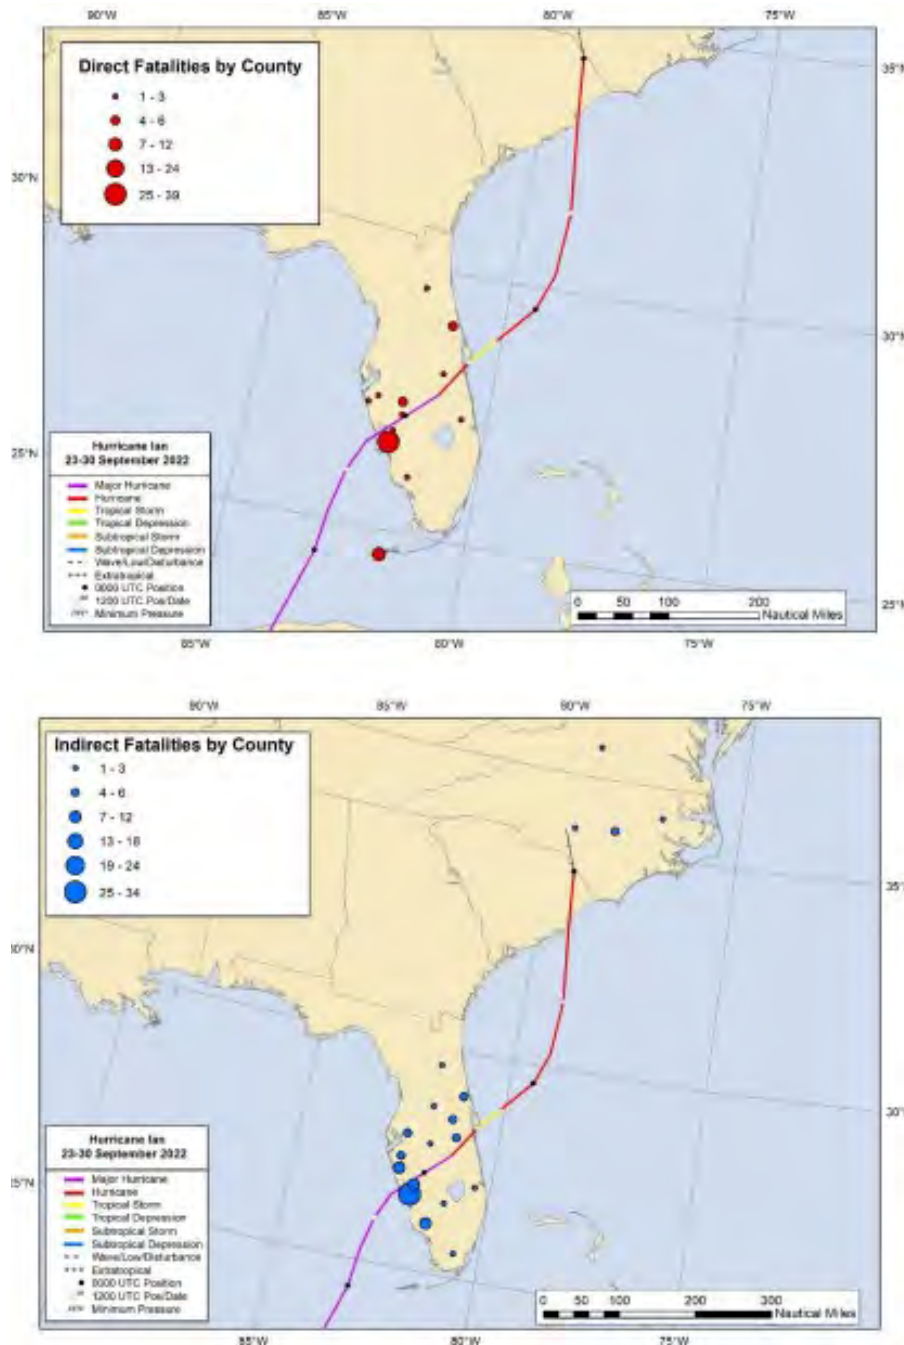 90°W 85°W 80°W 75°W
Direct Fatalities by County
1 - 3
4 - 6
7 - 12
13 - 24
25 - 39
35°N
30°N
30°N
25°N
25°N
Hurricane Ian
23-30 September 2022
Major Hurricane
Hurricane
Tropical Storm
Tropical Depression
Subtropical Storm
Subtropical Depression
Wave/Low/Disturbance
Extratropical
0000 UTC Position
1200 UTC Pos/Date
Minimum Pressure
0 50 100 200
Nautical Miles
85°W 80°W 75°W
90°W 85°W 80°W 75°W
Indirect Fatalities by County
1 - 3
4 - 6
7 - 12
13 - 18
19 - 24
25 - 34
35°N
30°N
Hurricane Ian
23-30 September 2022
Major Hurricane
Hurricane
Tropical Storm
Tropical Depression
Subtropical Storm
Subtropical Depression
Wave/Low/Disturbance
Extratropical
0000 UTC Position
1200 UTC Pos/Date
Minimum Pressure
0 50 100 200 300
Nautical Miles
85°W 80°W 75°W